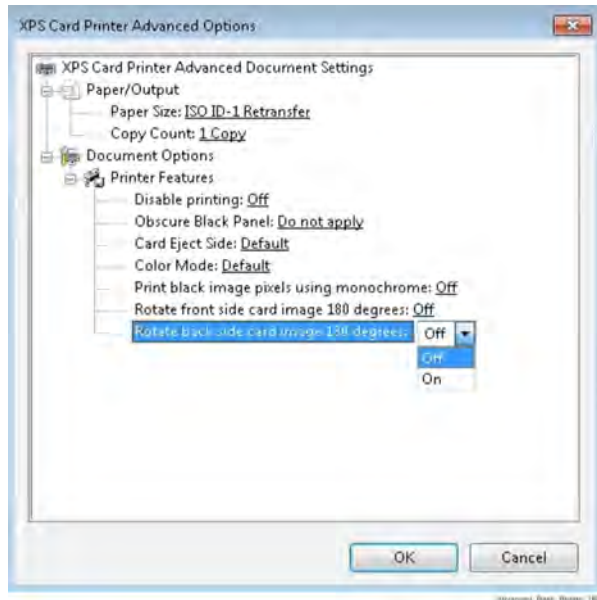 XPS Card Printer Advanced Options
XPS Card Printer Advanced Document Settings
Paper/Output
Paper Size: ISO ID-1 Retransfer
Copy Count: 1 Copy
Document Options
Printer Features
Disable printing: Off
Obscure Black Panel: Do not apply
Card Eject Side: Default
Color Mode: Default
Print black image pixels using monochrome: Off
Rotate front side card image 180 degrees: Off
Rotate back side card image 180 degrees: Off
Off
On
OK Cancel